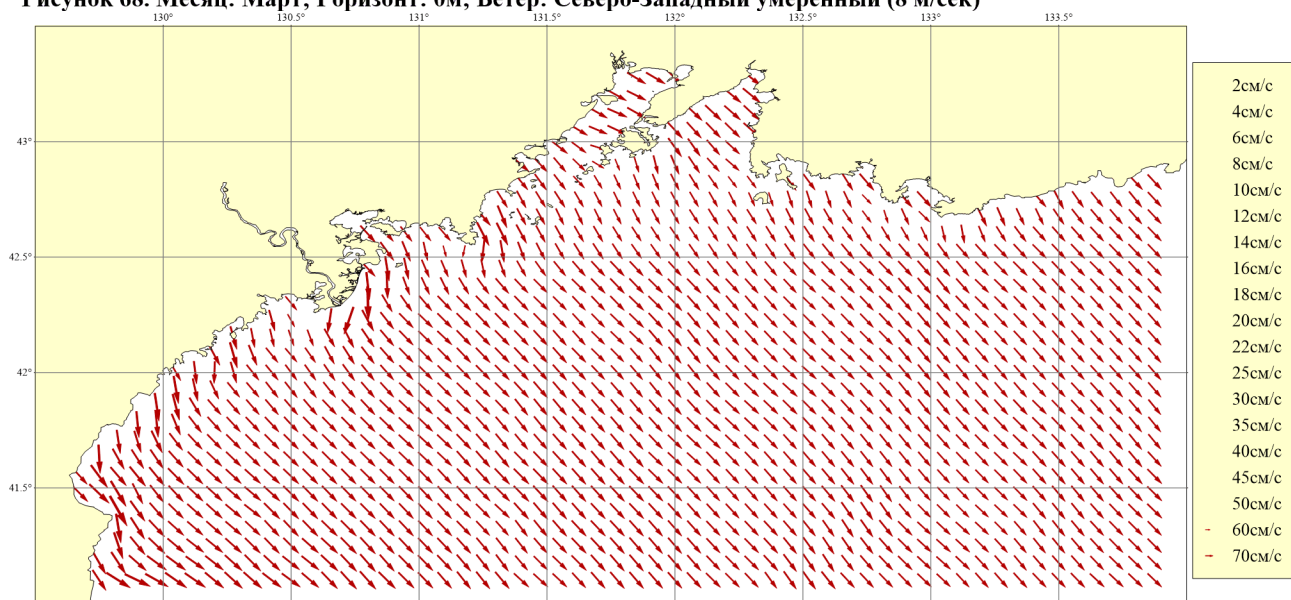 Рисунок 68. Месяц: Март, Горизонт: 0м, Ветер: Северо-Западный умеренный (8 м/сек)
130° 130.5° 131° 131.5° 132° 132.5° 133° 133.5°
43°
42.5°
42°
41.5°
2см/с
4см/с
6см/с
8см/с
10см/с
12см/с
14см/с
16см/с
18см/с
20см/с
22см/с
25см/с
30см/с
35см/с
40см/с
45см/с
50см/с
60см/с
70см/с